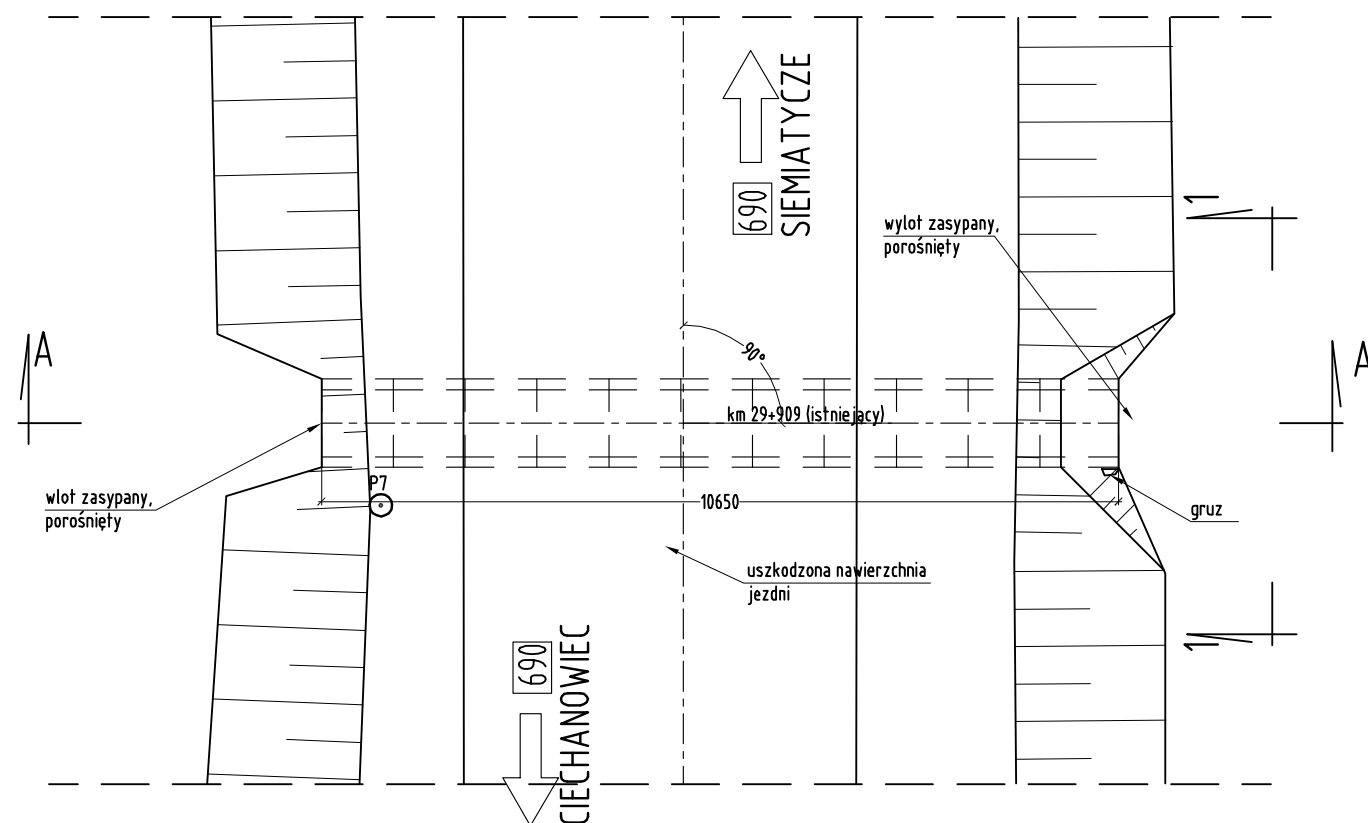 690
SIEMIATYCZE
1
wylot zasypany,
porośnięty
A
A
90°
km 29+909 (istniejący)
P7
wlot zasypany,
porośnięty
10650
gruz
uszkodzona nawierzchnia
jezdni
1
690
CIECHANOWIEC